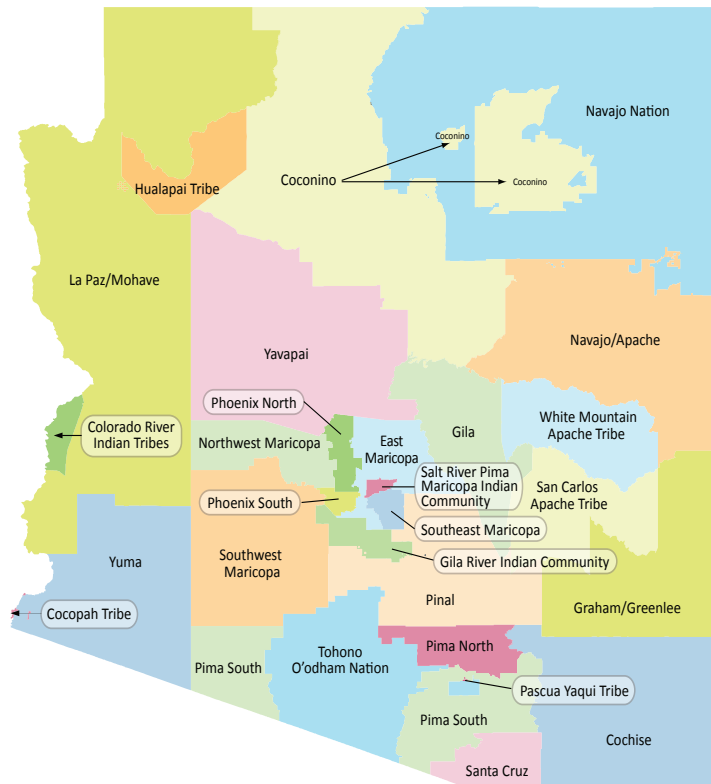 Navajo Nation
Coconino
Coconino
Coconino
Hualapai Tribe
La Paz/Mohave
Navajo/Apache
Yavapai
Phoenix North
Colorado River
Indian Tribes
Northwest Maricopa
East
Maricopa
Gila
White Mountain
Apache Tribe
Salt River Pima
Maricopa Indian
Community
San Carlos
Apache Tribe
Phoenix South
Southeast Maricopa
Yuma
Southwest
Maricopa
Gila River Indian Community
Pinal
Graham/Greenlee
Cocopah Tribe
Pima South
Tohono
O'odham Nation
Pima North
Pascua Yaqui Tribe
Pima South
Cochise
Santa Cruz